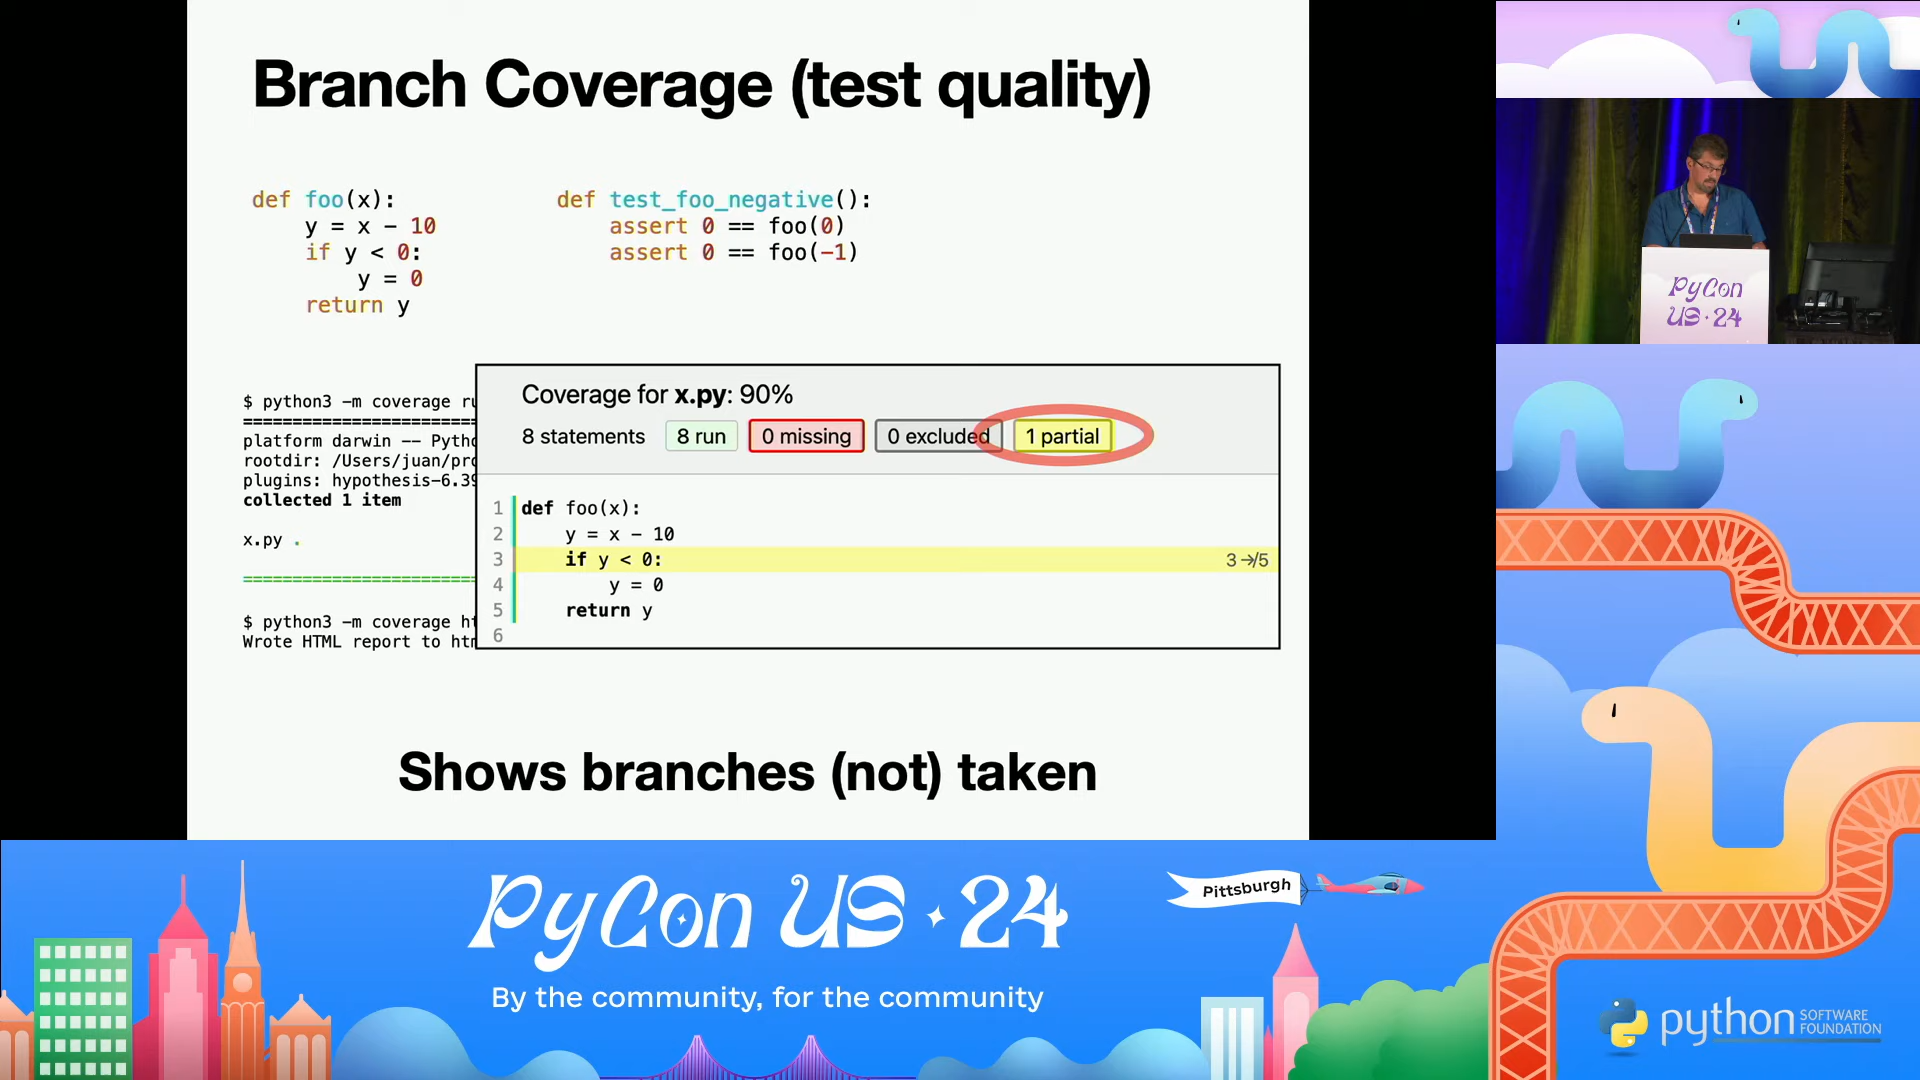 Branch Coverage (test quality)
def foo(x):
    y = x − 10
    if y < 0:
        y = 0
    return y
def test_foo_negative():
    assert 0 == foo(0)
    assert 0 == foo(−1)
$ python3 −m coverage
==========================
platform darwin −−
rootdir: /Users/juan/
plugins: hypothesis−6.39
collected 1 item
x.py .
==========================
$ python3 −m coverage
Wrote HTML report to
Coverage for x.py: 90%
8 statements 8 run 0 missing 0 excluded 1 partial
1 def foo(x):
2     y = x − 10
3     if y < 0: 3 ↛ 5
4         y = 0
5     return y
6
Shows branches (not) taken
PyCon
US · 24
PyCon US · 24
Pittsburgh
By the community, for the community
python SOFTWARE
FOUNDATION